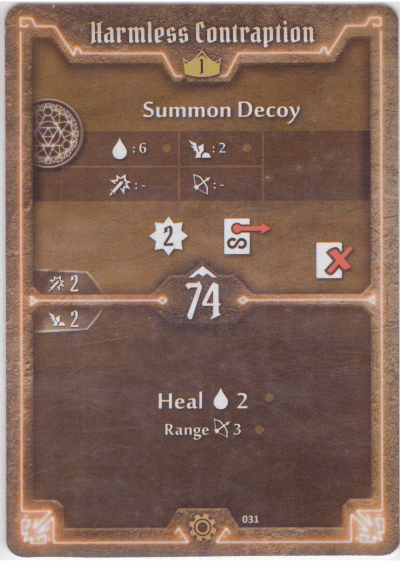 Harmless Contraption
1
Summon Decoy
:6 :2
:- :-
2
S
2
74
2
Heal 2
Range 3
031